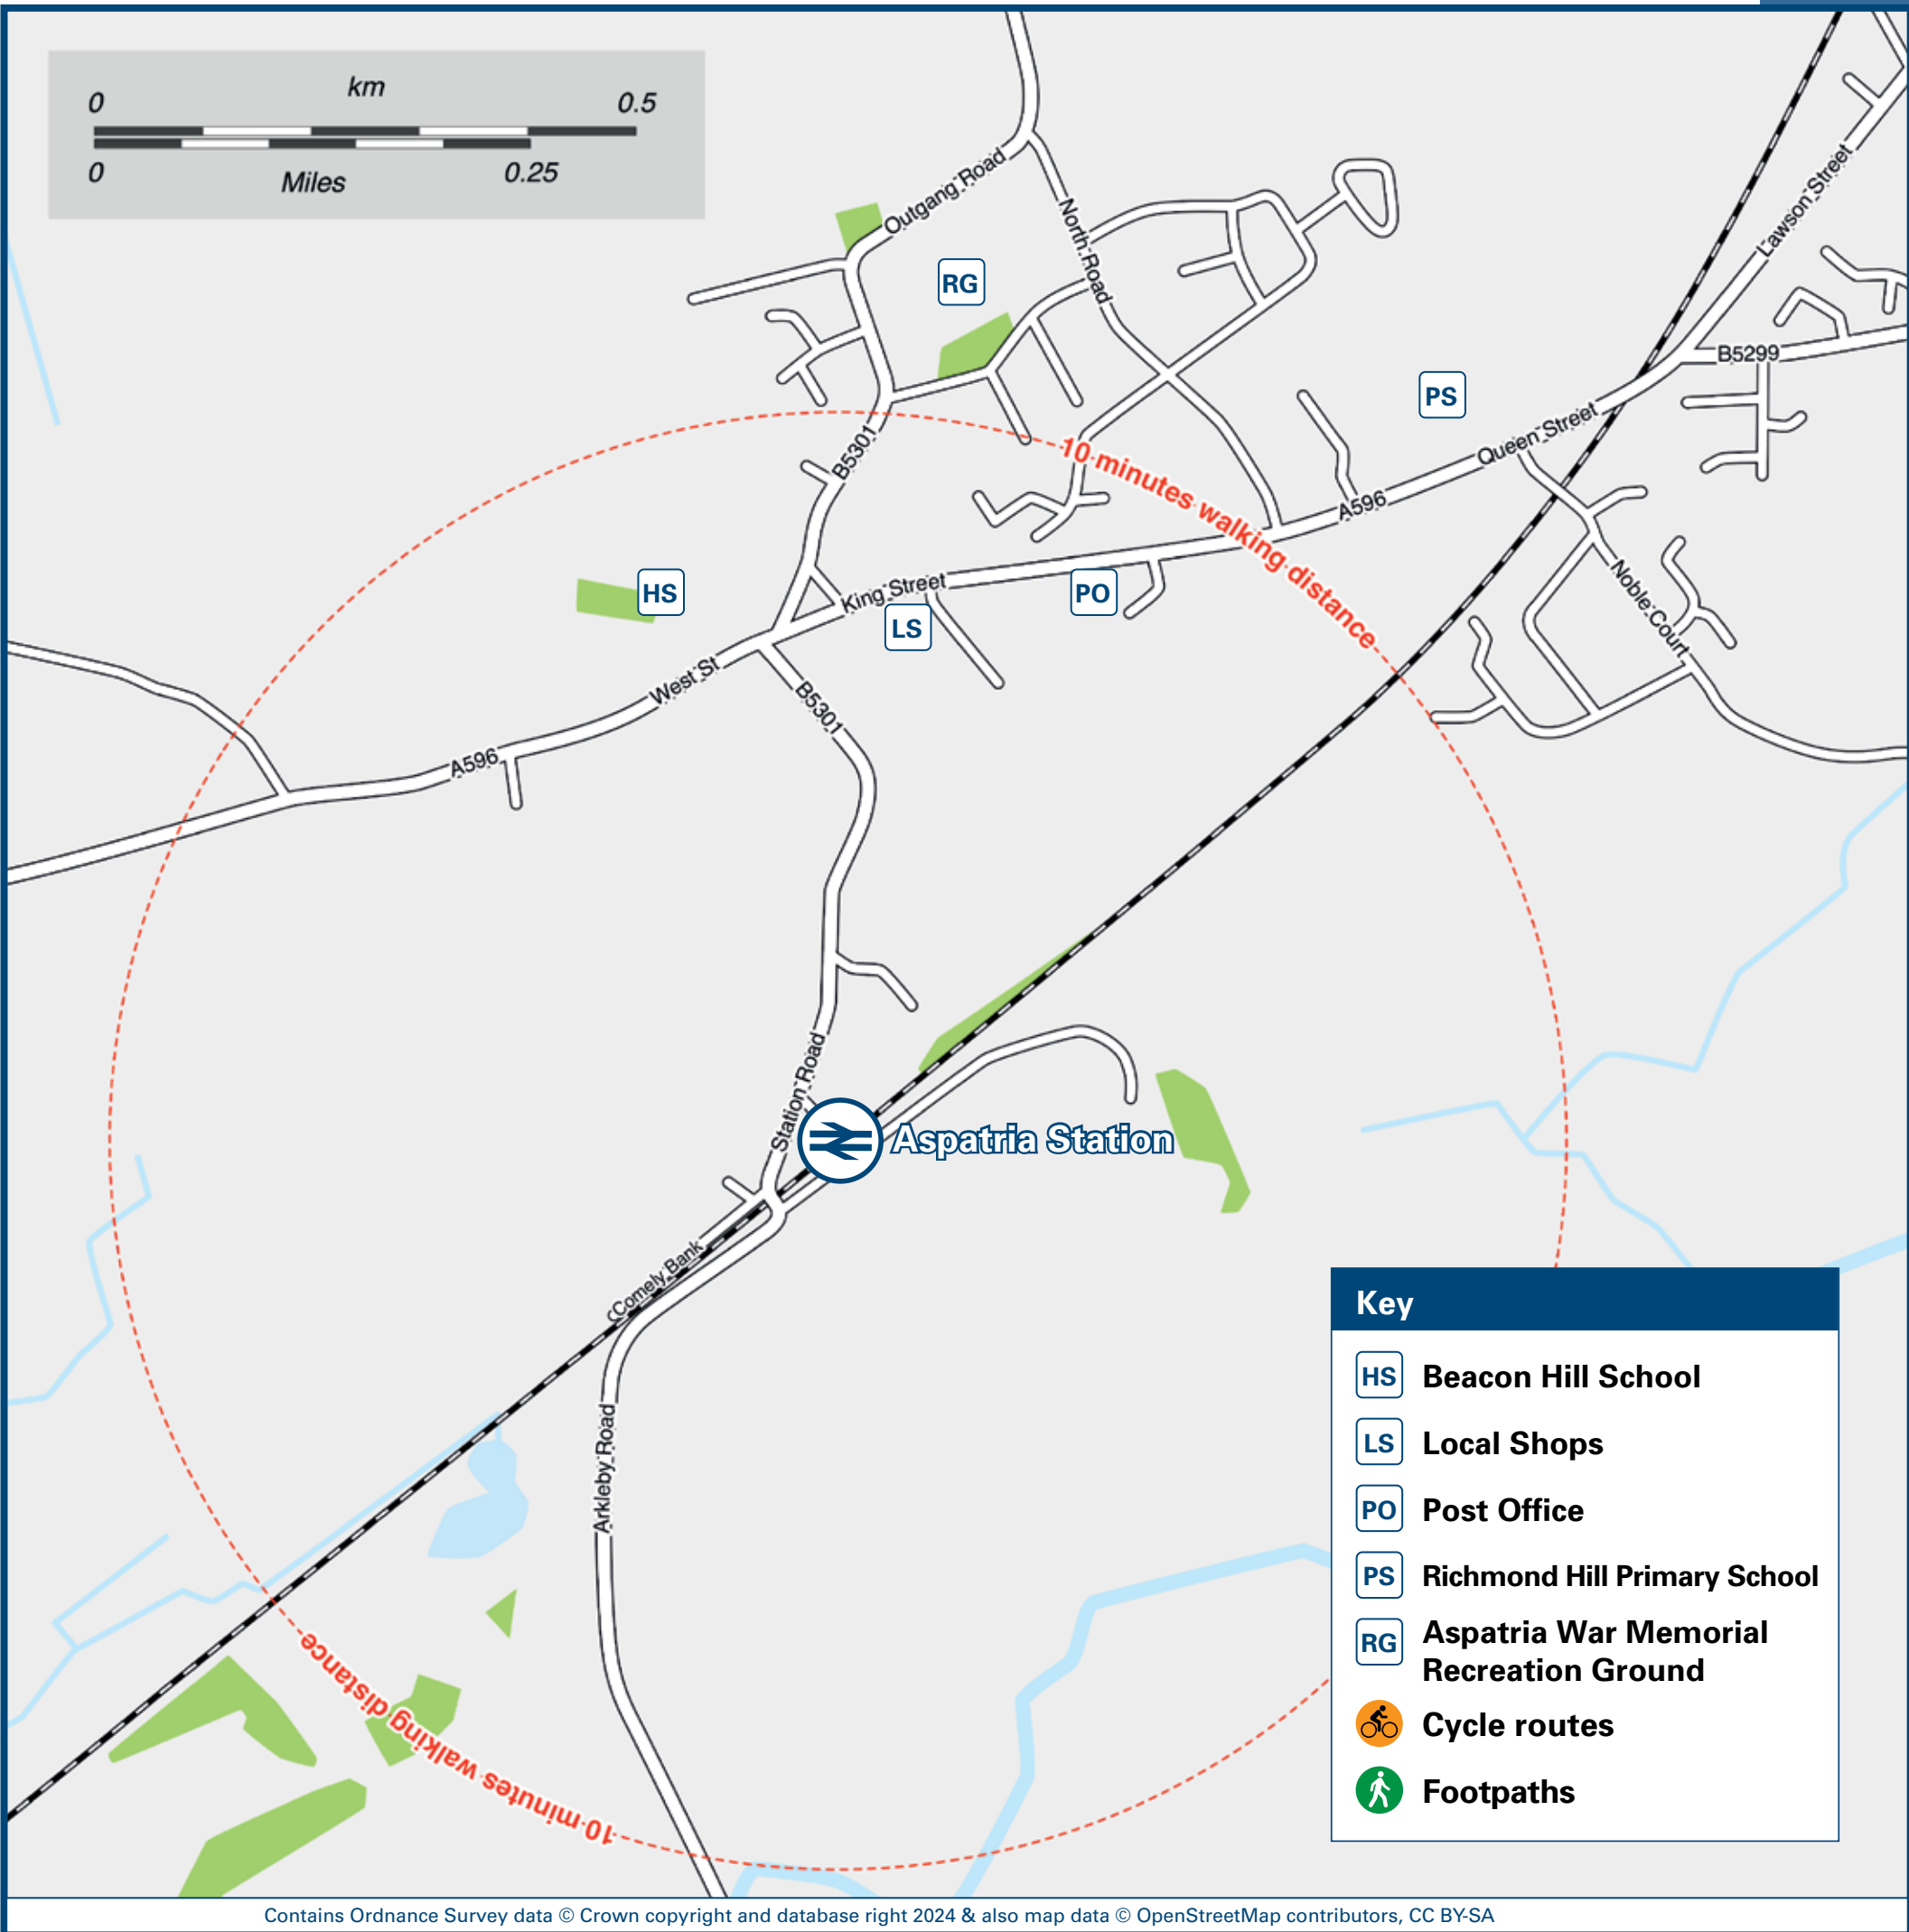 km
0 0.5
0 Miles 0.25
Outgang Road
North Road
Lawson Street
RG
B5299
PS
B5301
Queen Street
10 minutes walking distance
A596
HS
King Street
PO
LS
Noble Court
West St
B5301
A596
Station Road
Aspatria Station
Comely Bank
Arkleby Road
10 minutes walking distance
Key
HS Beacon Hill School
LS Local Shops
PO Post Office
PS Richmond Hill Primary School
RG Aspatria War Memorial
Recreation Ground
Cycle routes
Footpaths
Contains Ordnance Survey data © Crown copyright and database right 2024 & also map data © OpenStreetMap contributors, CC BY-SA